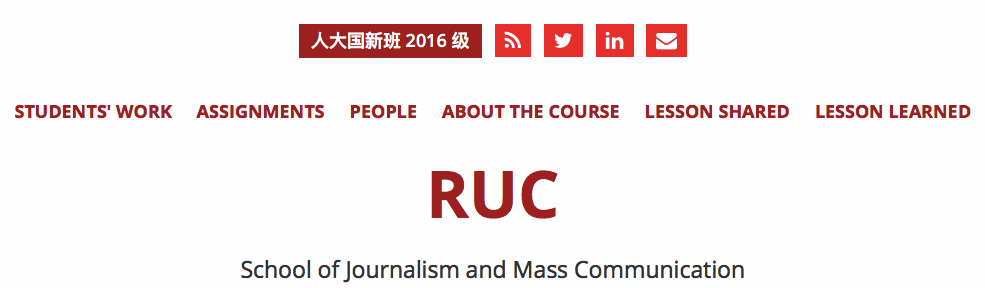 人大国新班 2016 级
STUDENTS' WORK ASSIGNMENTS PEOPLE ABOUT THE COURSE LESSON SHARED LESSON LEARNED
RUC
School of Journalism and Mass Communication